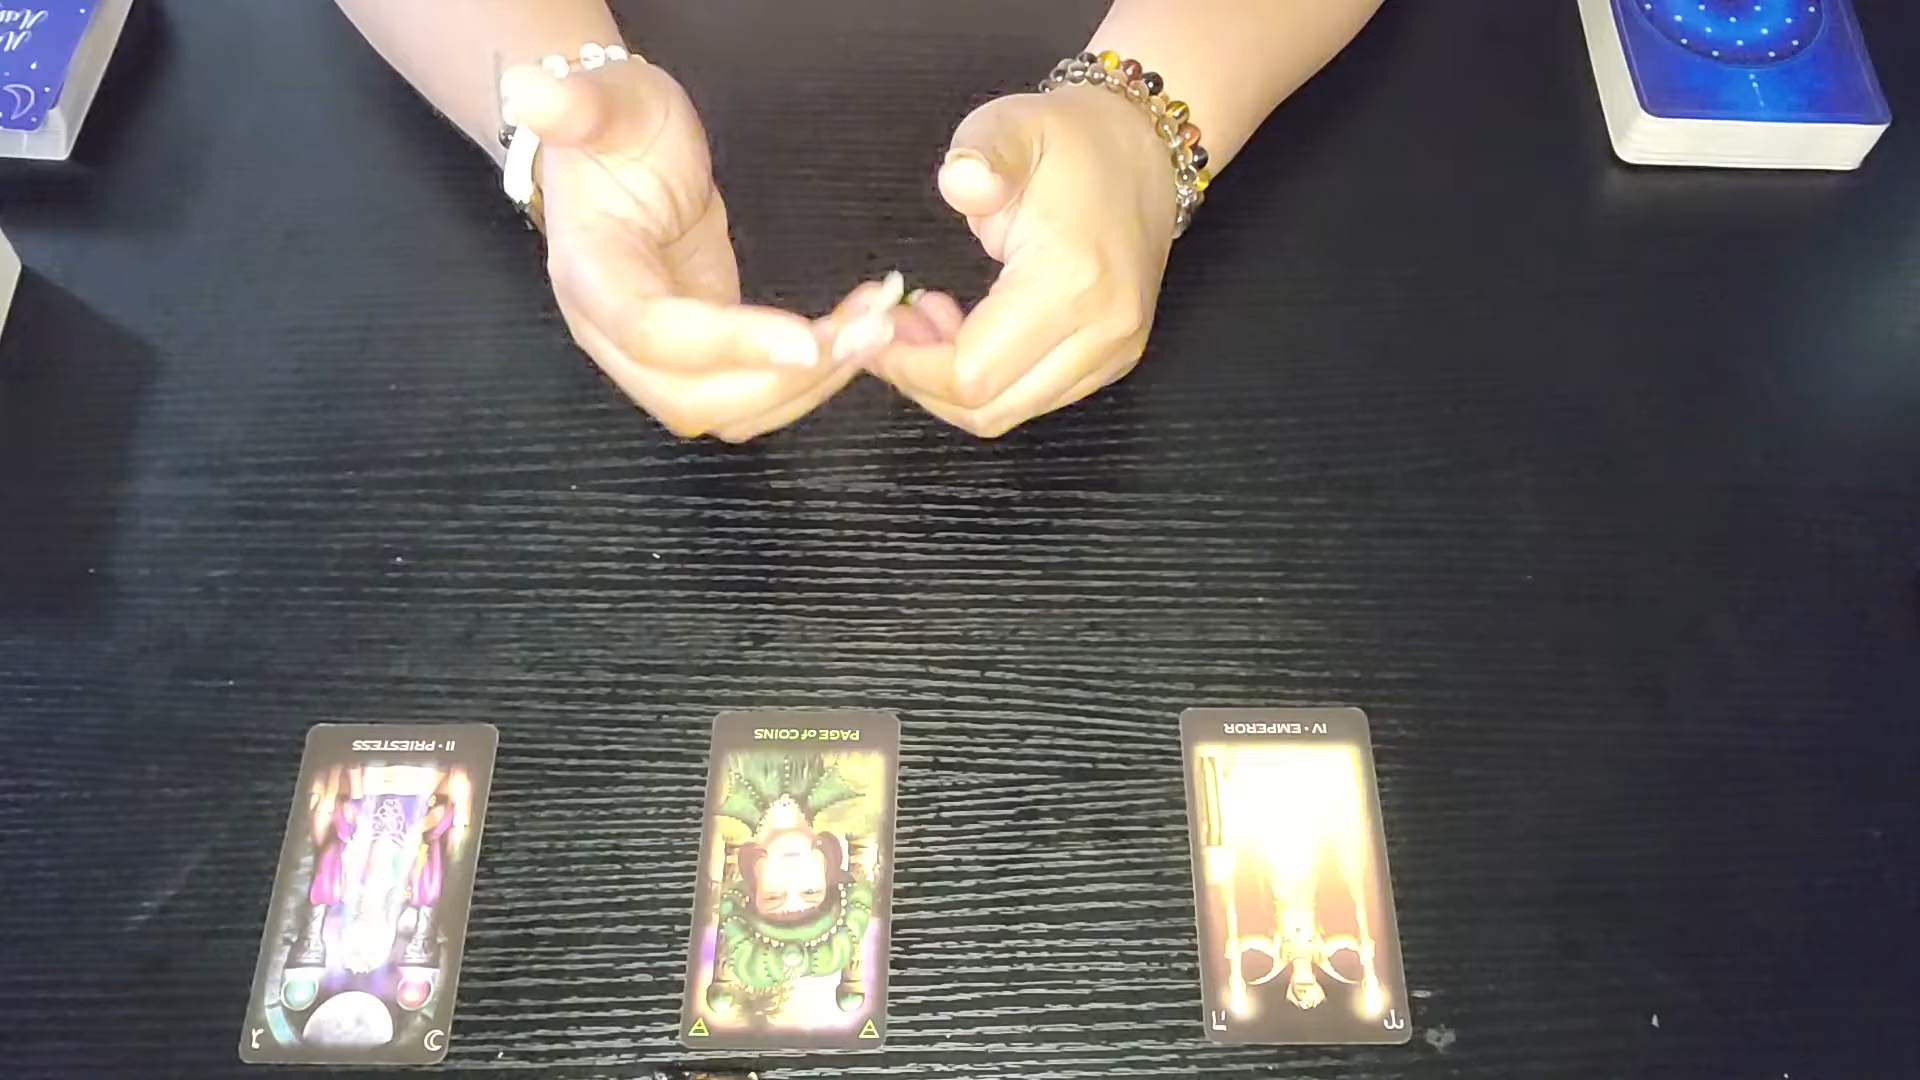 II • PRIESTESS
PAGE of COINS
IV • EMPEROR